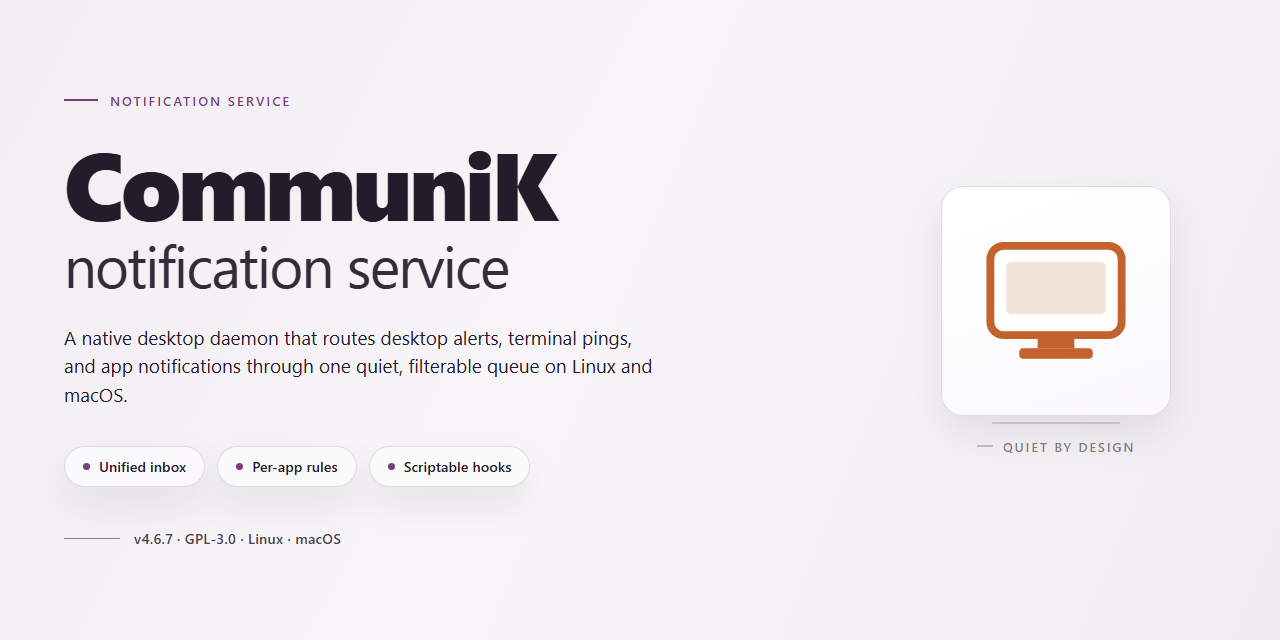 NOTIFICATION SERVICE
CommuniK
notification service
A native desktop daemon that routes desktop alerts, terminal pings,
and app notifications through one quiet, filterable queue on Linux and
macOS.
Unified inbox
Per-app rules
Scriptable hooks
v4.6.7 · GPL-3.0 · Linux · macOS
QUIET BY DESIGN